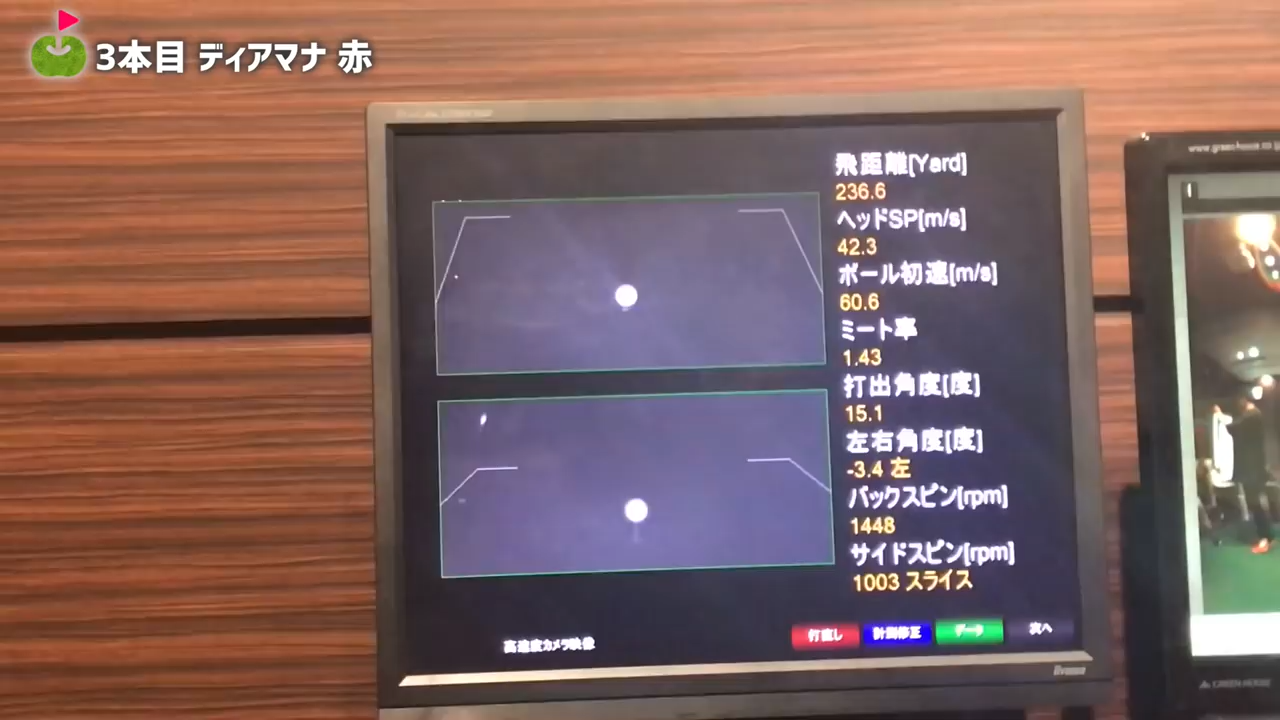 3本目 ディアマナ 赤
飛距離[Yard]
236.6
ヘッドSP[m/s]
42.3
ボール初速[m/s]
60.6
ミート率
1.43
打出角度[度]
15.1
左右角度[度]
-3.4 左
バックスピン[rpm]
1448
サイドスピン[rpm]
1003 スライス
高速度カメラ映像
打直し
計測修正
データ
次へ
iiyama
GREEN HOUSE